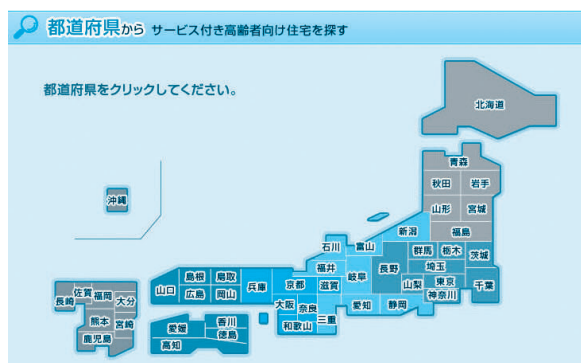 都道府県から サービス付き高齢者向け住宅を探す
都道府県をクリックしてください。
北海道
青森
秋田 岩手
山形 宮城
福島
沖縄
新潟
石川 富山
群馬 栃木 茨城
福井 岐阜 長野 埼玉
島根 鳥取 兵庫 京都 滋賀 山梨 東京 千葉
山口 広島 岡山 神奈川
大阪 奈良 愛知 静岡
和歌山 三重
長崎 佐賀 福岡 大分
熊本 宮崎
鹿児島
愛媛 香川
高知 徳島